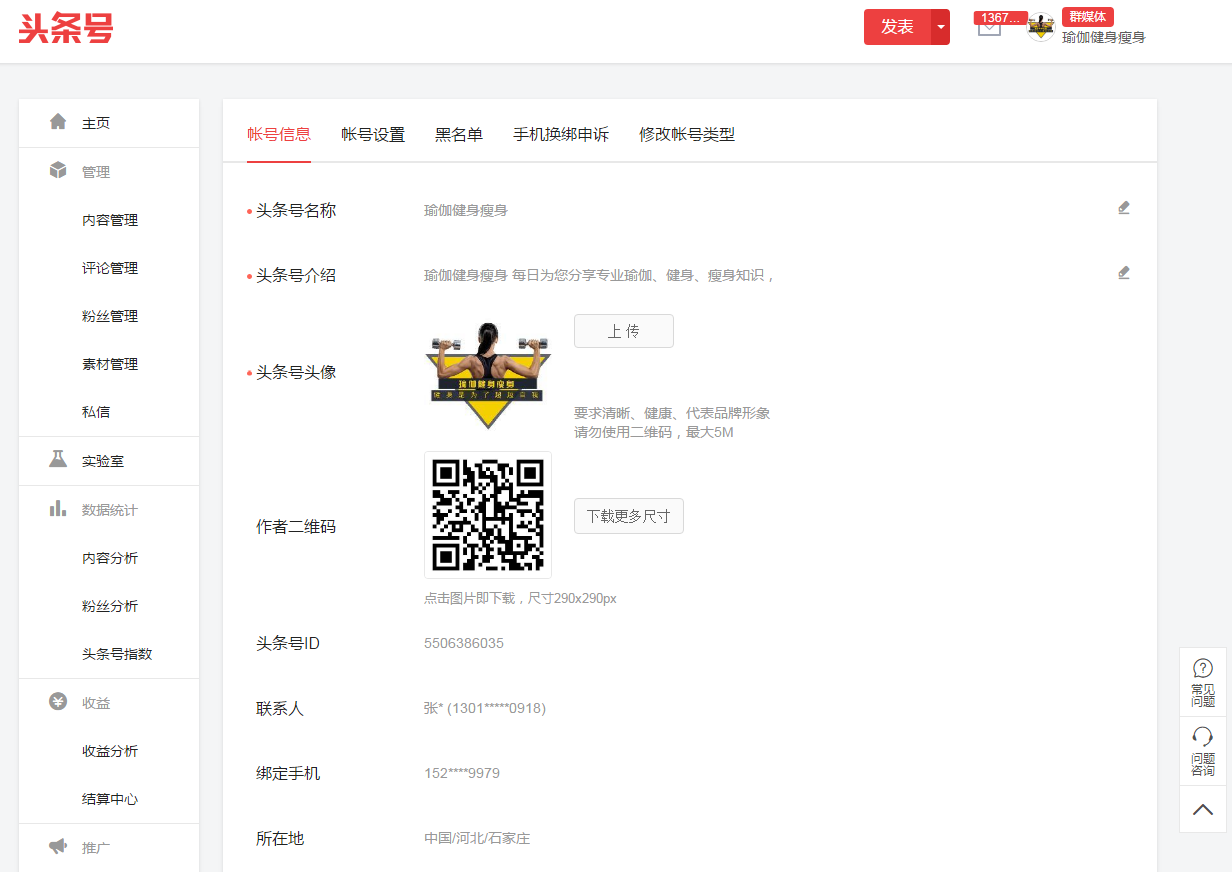 头条号
发表
1367...
群媒体
瑜伽健身瘦身
主页
管理
内容管理
评论管理
粉丝管理
素材管理
私信
实验室
数据统计
内容分析
粉丝分析
头条号指数
收益
收益分析
结算中心
推广
帐号信息 帐号设置 黑名单 手机换绑申诉 修改帐号类型
头条号名称 瑜伽健身瘦身
头条号介绍 瑜伽健身瘦身 每日为您分享专业瑜伽、健身、瘦身知识，
头条号头像
瑜伽健身瘦身
健身是为了超越自我
上传
要求清晰、健康、代表品牌形象
请勿使用二维码，最大5M
作者二维码
下载更多尺寸
点击图片即下载，尺寸290x290px
头条号ID 5506386035
联系人 张* (1301*****0918)
绑定手机 152****9979
所在地 中国/河北/石家庄
常见
问题
问题
咨询